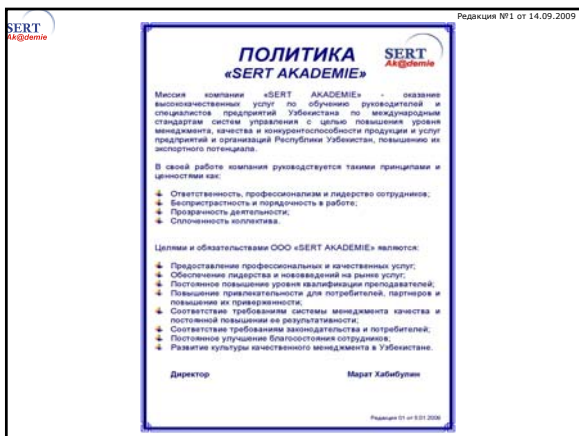 Редакция №1 от 14.09.2009
SERT
Ak@demie
ПОЛИТИКА
«SERT AKADEMIE»
SERT
Ak@demie
Миссия компании «SERT AKADEMIE» - оказание
высококачественных услуг по обучению руководителей и
специалистов предприятий Узбекистана по международным
стандартам систем управления с целью повышения уровня
менеджмента, качества и конкурентоспособности продукции и услуг
предприятий и организаций Республики Узбекистан, повышению их
экспортного потенциала.
В своей работе компания руководствуется такими принципами и
ценностями как:
Ответственность, профессионализм и лидерство сотрудников;
Беспристрастность и порядочность в работе;
Прозрачность деятельности;
Сплоченность коллектива.
Целями и обязательствами ООО «SERT AKADEMIE» являются:
Предоставление профессиональных и качественных услуг;
Обеспечение лидерства и нововведений на рынке услуг;
Постоянное повышение уровня квалификации преподавателей;
Повышение привлекательности для потребителей, партнеров и
повышение их приверженности;
Соответствие требованиям системы менеджмента качества и
постоянной повышении ее результативности;
Соответствие требованиям законодательства и потребителей;
Постоянное улучшение благосостояния сотрудников;
Развитие культуры качественного менеджмента в Узбекистане.
Директор Марат Хабибулин
Редакция 01 от